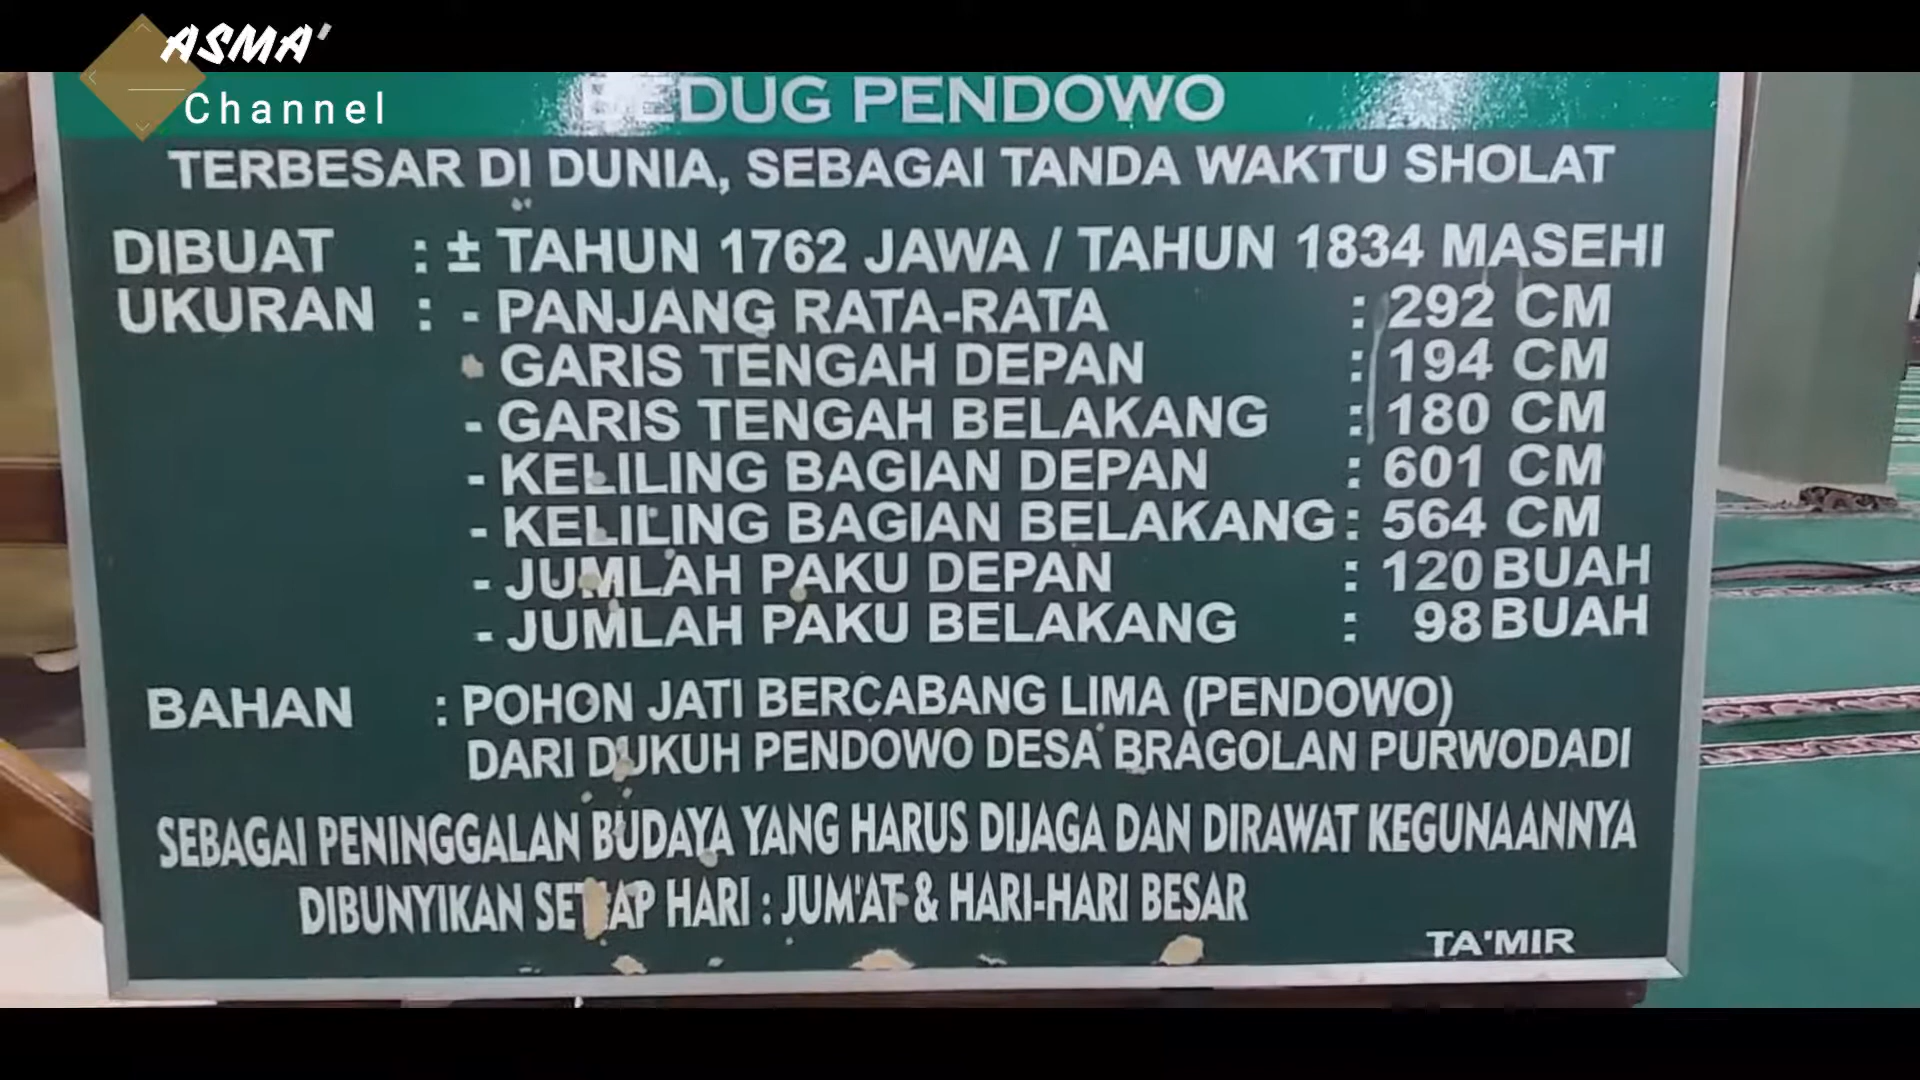 ASMA'
Channel
BEDUG PENDOWO
TERBESAR DI DUNIA, SEBAGAI TANDA WAKTU SHOLAT
DIBUAT : ± TAHUN 1762 JAWA / TAHUN 1834 MASEHI
UKURAN : - PANJANG RATA-RATA : 292 CM
GARIS TENGAH DEPAN : 194 CM
- GARIS TENGAH BELAKANG : 180 CM
- KELILING BAGIAN DEPAN : 601 CM
- KELILING BAGIAN BELAKANG : 564 CM
- JUMLAH PAKU DEPAN : 120 BUAH
- JUMLAH PAKU BELAKANG : 98 BUAH
BAHAN : POHON JATI BERCABANG LIMA (PENDOWO)
DARI DUKUH PENDOWO DESA BRAGOLAN PURWODADI
SEBAGAI PENINGGALAN BUDAYA YANG HARUS DIJAGA DAN DIRAWAT KEGUNAANNYA
DIBUNYIKAN SETIAP HARI : JUM'AT & HARI-HARI BESAR
TA'MIR